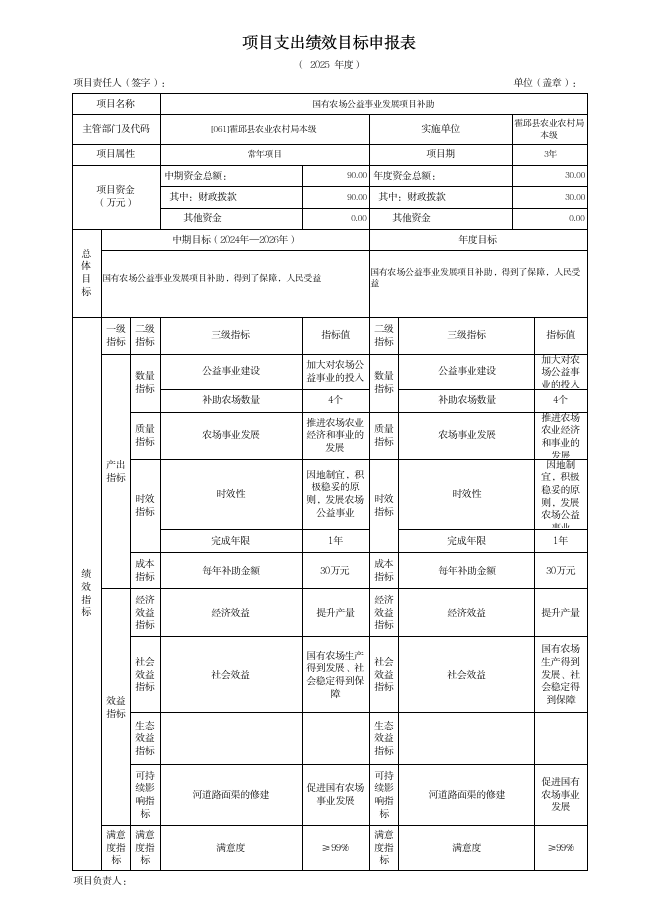 项目支出绩效目标申报表
（ 2025 年度）
项目责任人（签字）： 单位（盖章）：
项目名称 国有农场公益事业发展项目补助
主管部门及代码 [061]霍邱县农业农村局本级 实施单位 霍邱县农业农村局
本级
项目属性 常年项目 项目期 3年
项目资金
（万元）
中期资金总额： 90.00 年度资金总额： 30.00
其中：财政拨款 90.00 其中：财政拨款 30.00
其他资金 0.00 其他资金 0.00
总
体
目
标
中期目标（2024年—2026年） 年度目标
国有农场公益事业发展项目补助，得到了保障，人民受益
国有农场公益事业发展项目补助，得到了保障，人民受
益
绩
效
指
标
一级
指标
二级
指标
三级指标 指标值
二级
指标
三级指标 指标值
产出
指标
数量
指标
公益事业建设
加大对农场公
益事业的投入
数量
指标
公益事业建设
加大对农
场公益事
业的投入
补助农场数量 4个 补助农场数量 4个
质量
指标
农场事业发展
推进农场农业
经济和事业的
发展
质量
指标
农场事业发展
推进农场
农业经济
和事业的
发展
时效
指标
时效性
因地制宜，积
极稳妥的原
则，发展农场
公益事业
时效
指标
时效性
因地制
宜，积极
稳妥的原
则，发展
农场公益
事业
完成年限 1年 完成年限 1年
成本
指标
每年补助金额 30万元
成本
指标
每年补助金额 30万元
效益
指标
经济
效益
指标
经济效益 提升产量
经济
效益
指标
经济效益 提升产量
社会
效益
指标
社会效益
国有农场生产
得到发展、社
会稳定得到保
障
社会
效益
指标
社会效益
国有农场
生产得到
发展、社
会稳定得
到保障
生态
效益
指标
生态
效益
指标
可持
续影
响指
标
河道路面渠的修建
促进国有农场
事业发展
可持
续影
响指
标
河道路面渠的修建
促进国有
农场事业
发展
满意
度指
标
满意
度指
标
满意度 ≥99%
满意
度指
标
满意度 ≥99%
项目负责人：